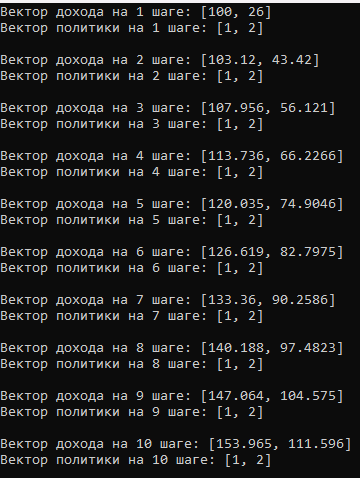 Вектор дохода на 1 шаге: [100, 26]
Вектор политики на 1 шаге: [1, 2]
Вектор дохода на 2 шаге: [103.12, 43.42]
Вектор политики на 2 шаге: [1, 2]
Вектор дохода на 3 шаге: [107.956, 56.121]
Вектор политики на 3 шаге: [1, 2]
Вектор дохода на 4 шаге: [113.736, 66.2266]
Вектор политики на 4 шаге: [1, 2]
Вектор дохода на 5 шаге: [120.035, 74.9046]
Вектор политики на 5 шаге: [1, 2]
Вектор дохода на 6 шаге: [126.619, 82.7975]
Вектор политики на 6 шаге: [1, 2]
Вектор дохода на 7 шаге: [133.36, 90.2586]
Вектор политики на 7 шаге: [1, 2]
Вектор дохода на 8 шаге: [140.188, 97.4823]
Вектор политики на 8 шаге: [1, 2]
Вектор дохода на 9 шаге: [147.064, 104.575]
Вектор политики на 9 шаге: [1, 2]
Вектор дохода на 10 шаге: [153.965, 111.596]
Вектор политики на 10 шаге: [1, 2]